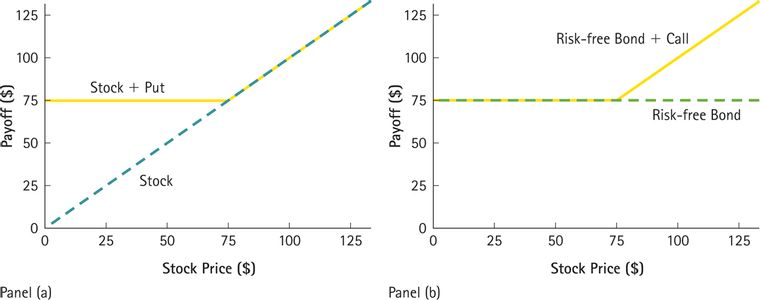 125
100
75
50
25
0
Payoff ($)
Stock + Put
Stock
0 25 50 75 100 125
Stock Price ($)
Panel (a)
125
100
75
50
25
0
Payoff ($)
Risk-free Bond + Call
Risk-free Bond
0 25 50 75 100 125
Stock Price ($)
Panel (b)